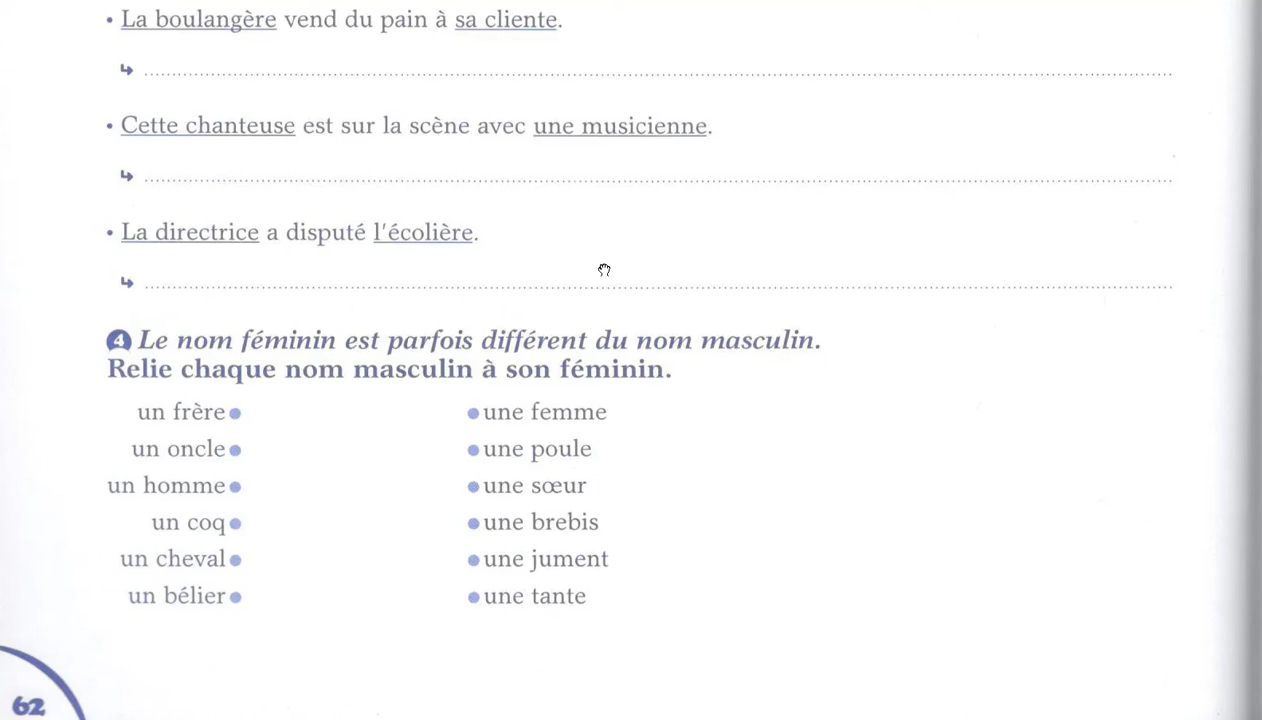 • La boulangère vend du pain à sa cliente.
• Cette chanteuse est sur la scène avec une musicienne.
• La directrice a disputé l'écolière.
4 Le nom féminin est parfois différent du nom masculin.
Relie chaque nom masculin à son féminin.
un frère • • une femme
un oncle • • une poule
un homme • • une sœur
un coq • • une brebis
un cheval • • une jument
un bélier • • une tante
62